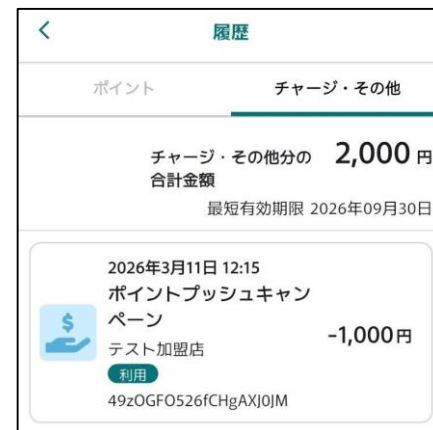 履歴
ポイント
チャージ・その他
チャージ・その他分の 2,000 円
合計金額
最短有効期限 2026年09月30日
2026年3月11日 12:15
ポイントプッシュキャン
ペーン
-1,000円
テスト加盟店
利用
49zOGFO526fCHgAXJ0JM